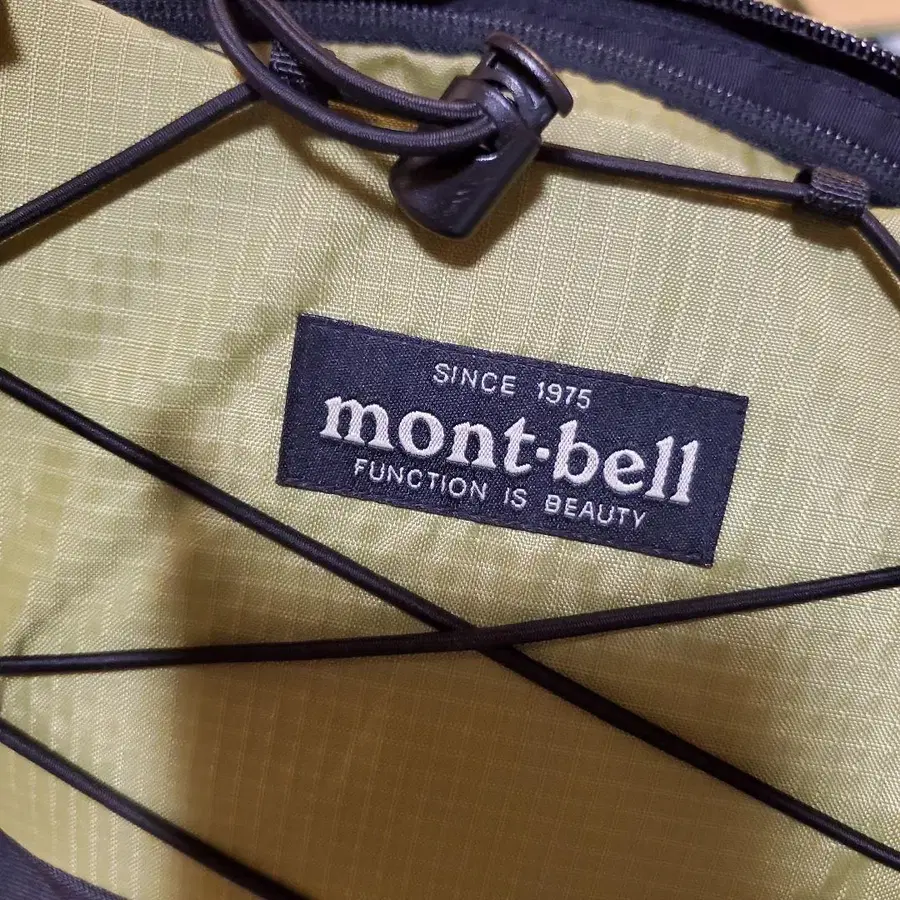 SINCE 1975
mont-bell
FUNCTION IS BEAUTY